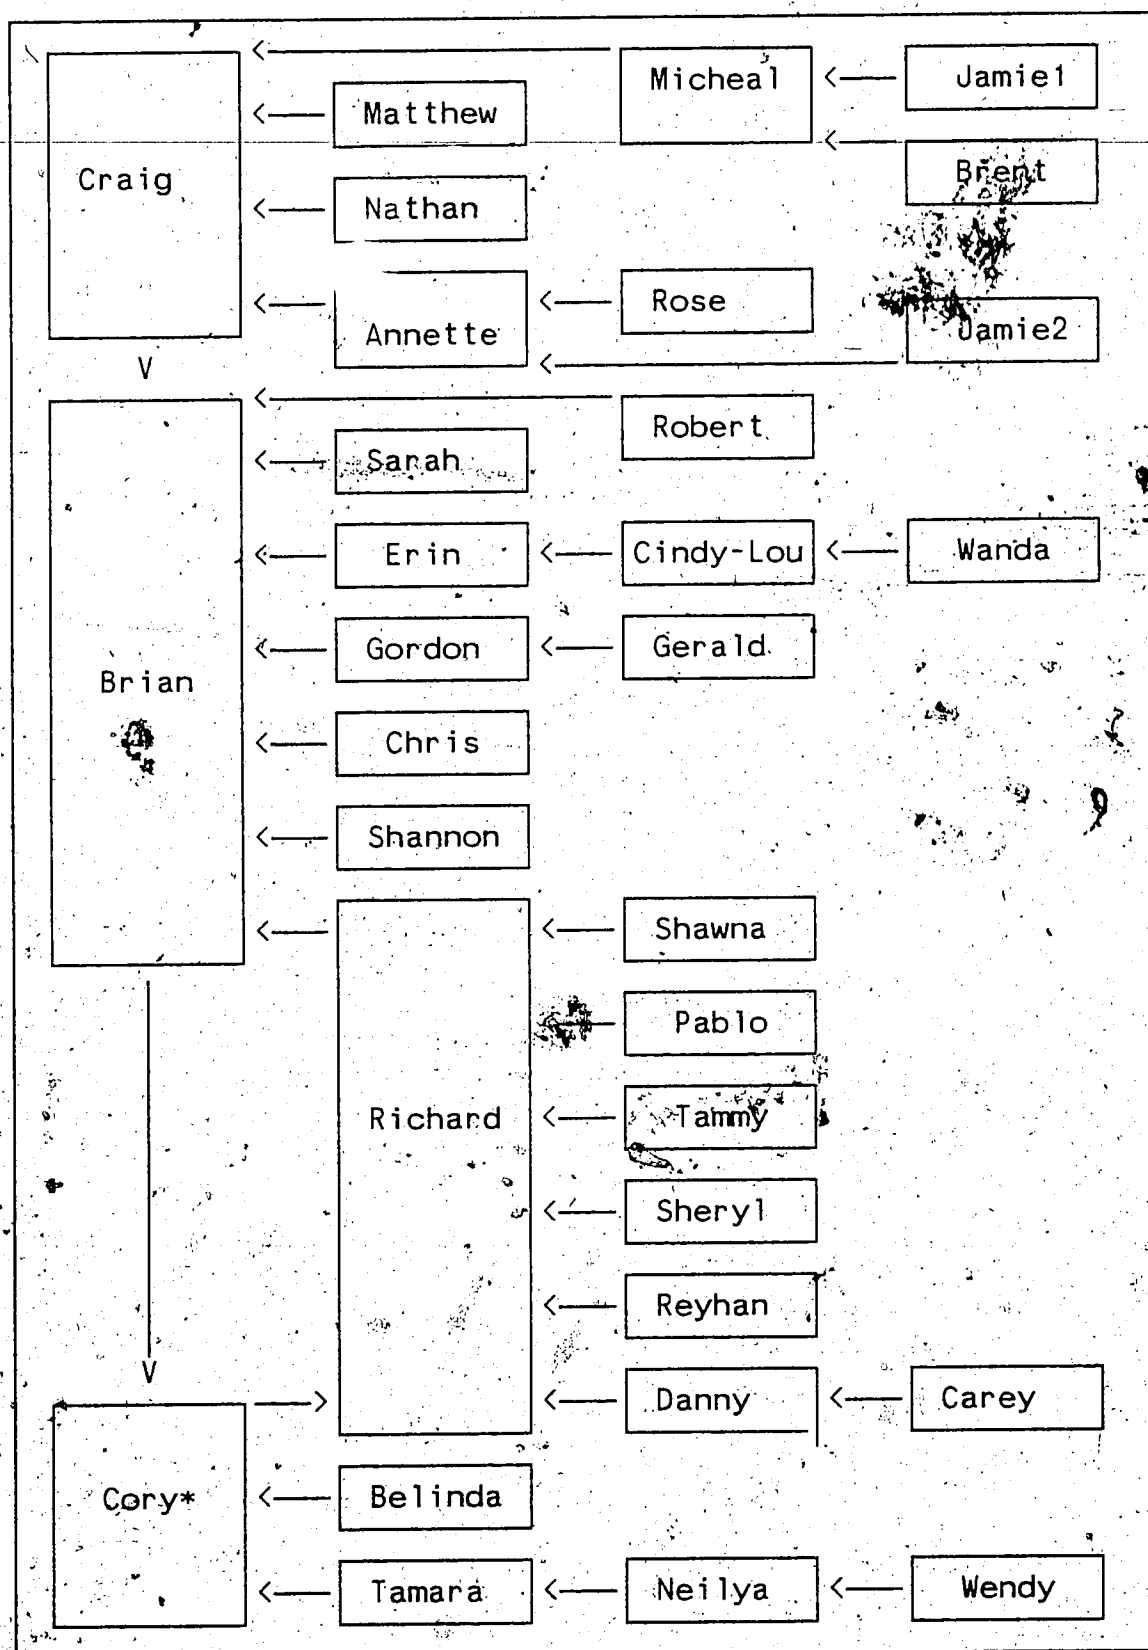 Micheal Jamie1
Matthew
Craig Brent
Nathan
Rose
Annette Jamie2
Robert
Sarah
Erin Cindy-Lou Wanda
Gordon Gerald
Brian
Chris
Shannon
Shawna
Pablo
Richard Tammy
Sheryl
Reyhan
Danny Carey
Cory* Belinda
Tamara Neilya Wendy